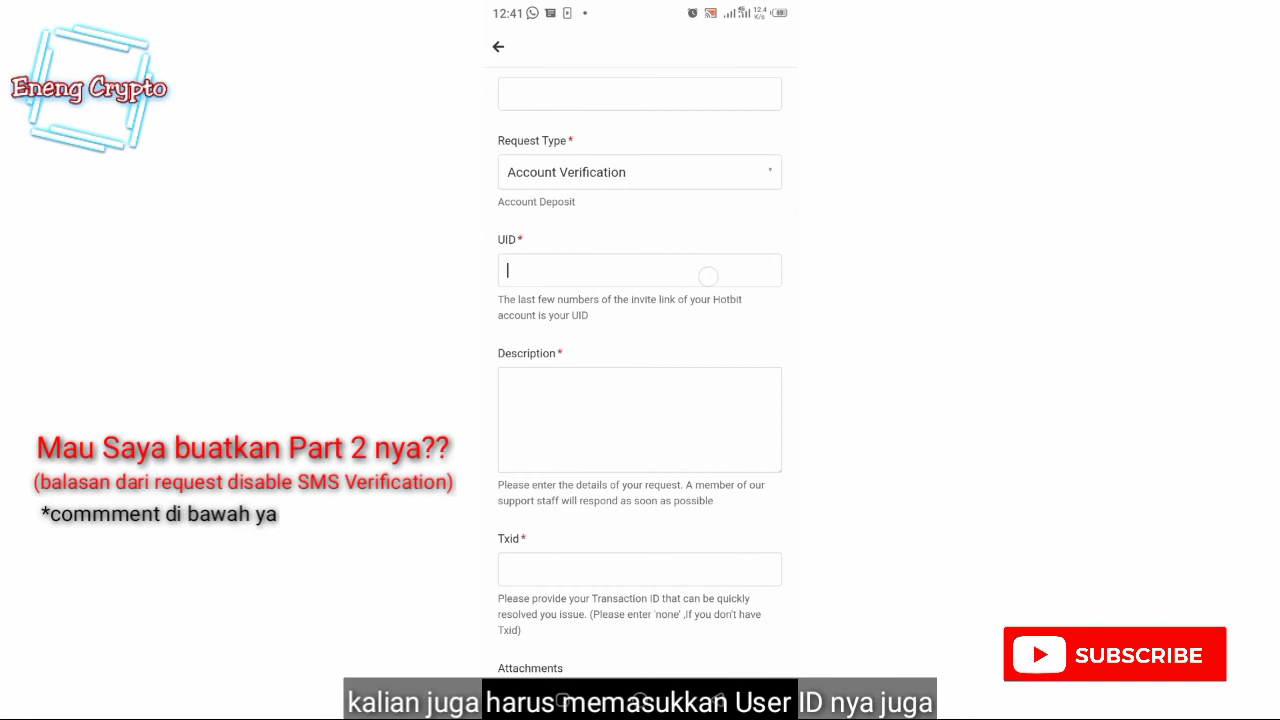 12:41
12.4
K/s
Eneng Crypto
Request Type *
Account Verification
Account Deposit
UID *
The last few numbers of the invite link of your Hotbit
account is your UID
Description *
Please enter the details of your request. A member of our
support staff will respond as soon as possible
Txid *
Please provide your Transaction ID that can be quickly
resolved you issue. (Please enter 'none' ,If you don't have
Txid)
Attachments
Mau Saya buatkan Part 2 nya??
(balasan dari request disable SMS Verification)
*commment di bawah ya
SUBSCRIBE
kalian juga harus memasukkan User ID nya juga